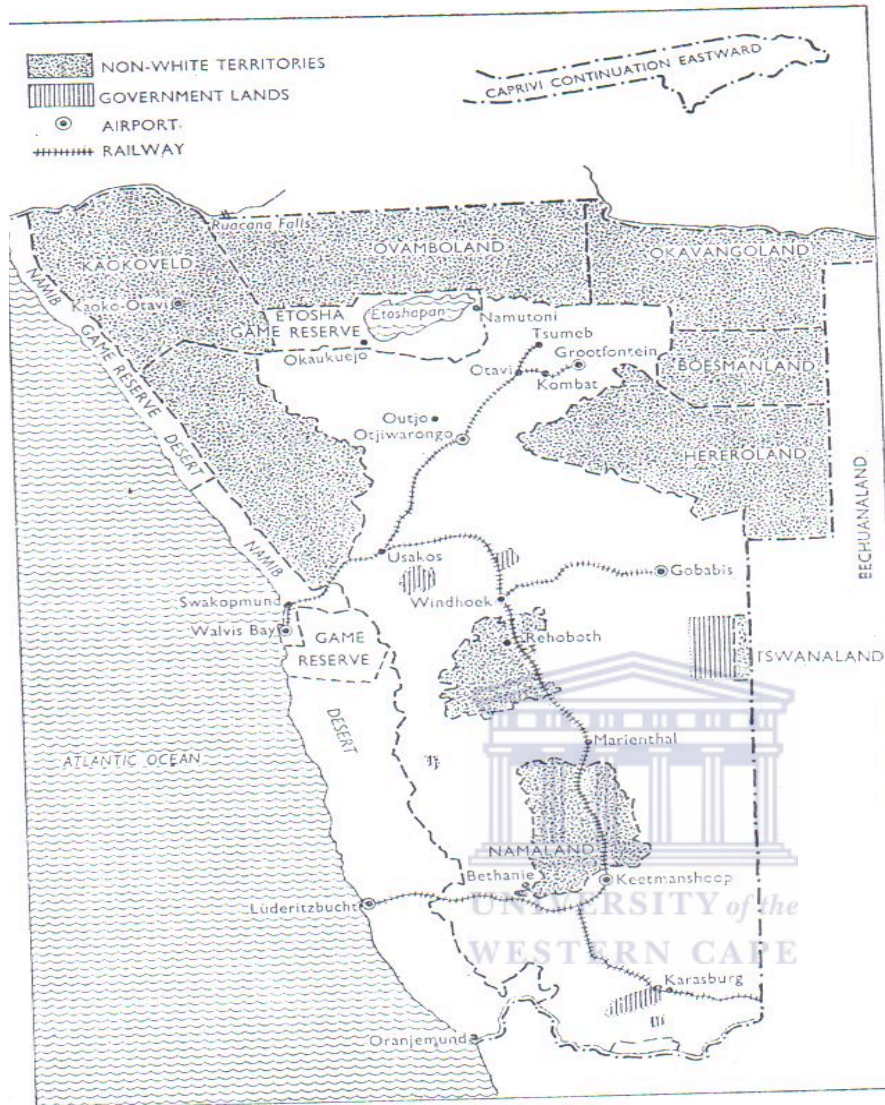 NON-WHITE TERRITORIES
GOVERNMENT LANDS
AIRPORT
RAILWAY
CAPRIVI CONTINUATION EASTWARD
Ruacana Fall
OVAMBOLAND
OKAVANGOLAND
KAOKOVELD
Kaoko-Otavi
NAMIB
GAME RESERVE
DESERT
NAMIB
ETOSHA
GAME RESERVE
Etoshapan
Namutoni
Okaukuejo
Tsumeb
Grootfontein
Otavi
Kombat
BOESMANLAND
Outjo
Otjiwarongo
HEREROLAND
BECHUANALAND
Usakos
Gobabis
Swakopmund
Windhoek
Walvis Bay
GAME
RESERVE
Rehoboth
TSWANALAND
DESERT
Marienthal
ATLANTIC OCEAN
NAMALAND
Bethanie
Keetmanshoop
Lüderitzbucht
UNIVERSITY of the
WESTERN CAPE
Karasburg
Oranjemund